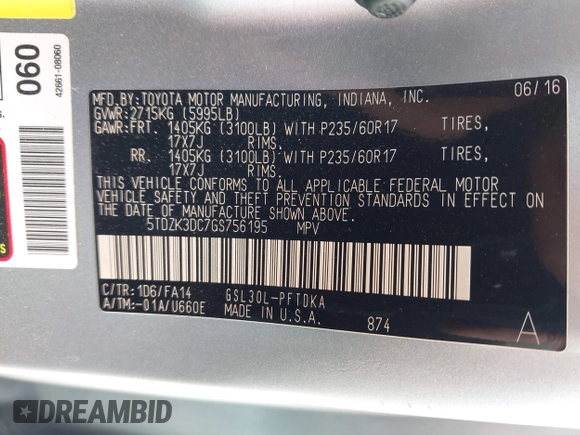 060
42661-08060
MFD.BY:TOYOTA MOTOR MANUFACTURING, INDIANA, INC. 06/16
GVWR:2715KG (5995LB)
GAWR:FRT. 1405KG (3100LB) WITH P235/60R17 TIRES,
17X7J RIMS.
RR. 1405KG (3100LB) WITH P235/60R17 TIRES,
17X7J RIMS.
THIS VEHICLE CONFORMS TO ALL APPLICABLE FEDERAL MOTOR
VEHICLE SAFETY AND THEFT PREVENTION STANDARDS IN EFFECT ON
THE DATE OF MANUFACTURE SHOWN ABOVE.
5TDZK3DC7GS756195 MPV
C/TR:1D6/FA14 GSL30L-PFTDKA
A/TM:-01A/U660E MADE IN U.S.A. 874 A
DREAMBID